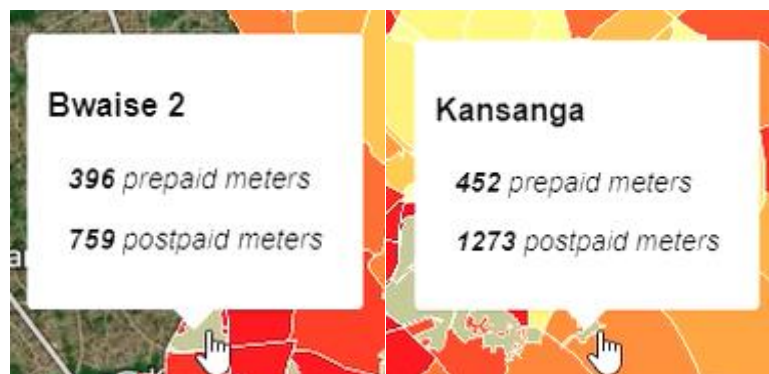 Bwaise 2
396 prepaid meters
759 postpaid meters
Kansanga
452 prepaid meters
1273 postpaid meters